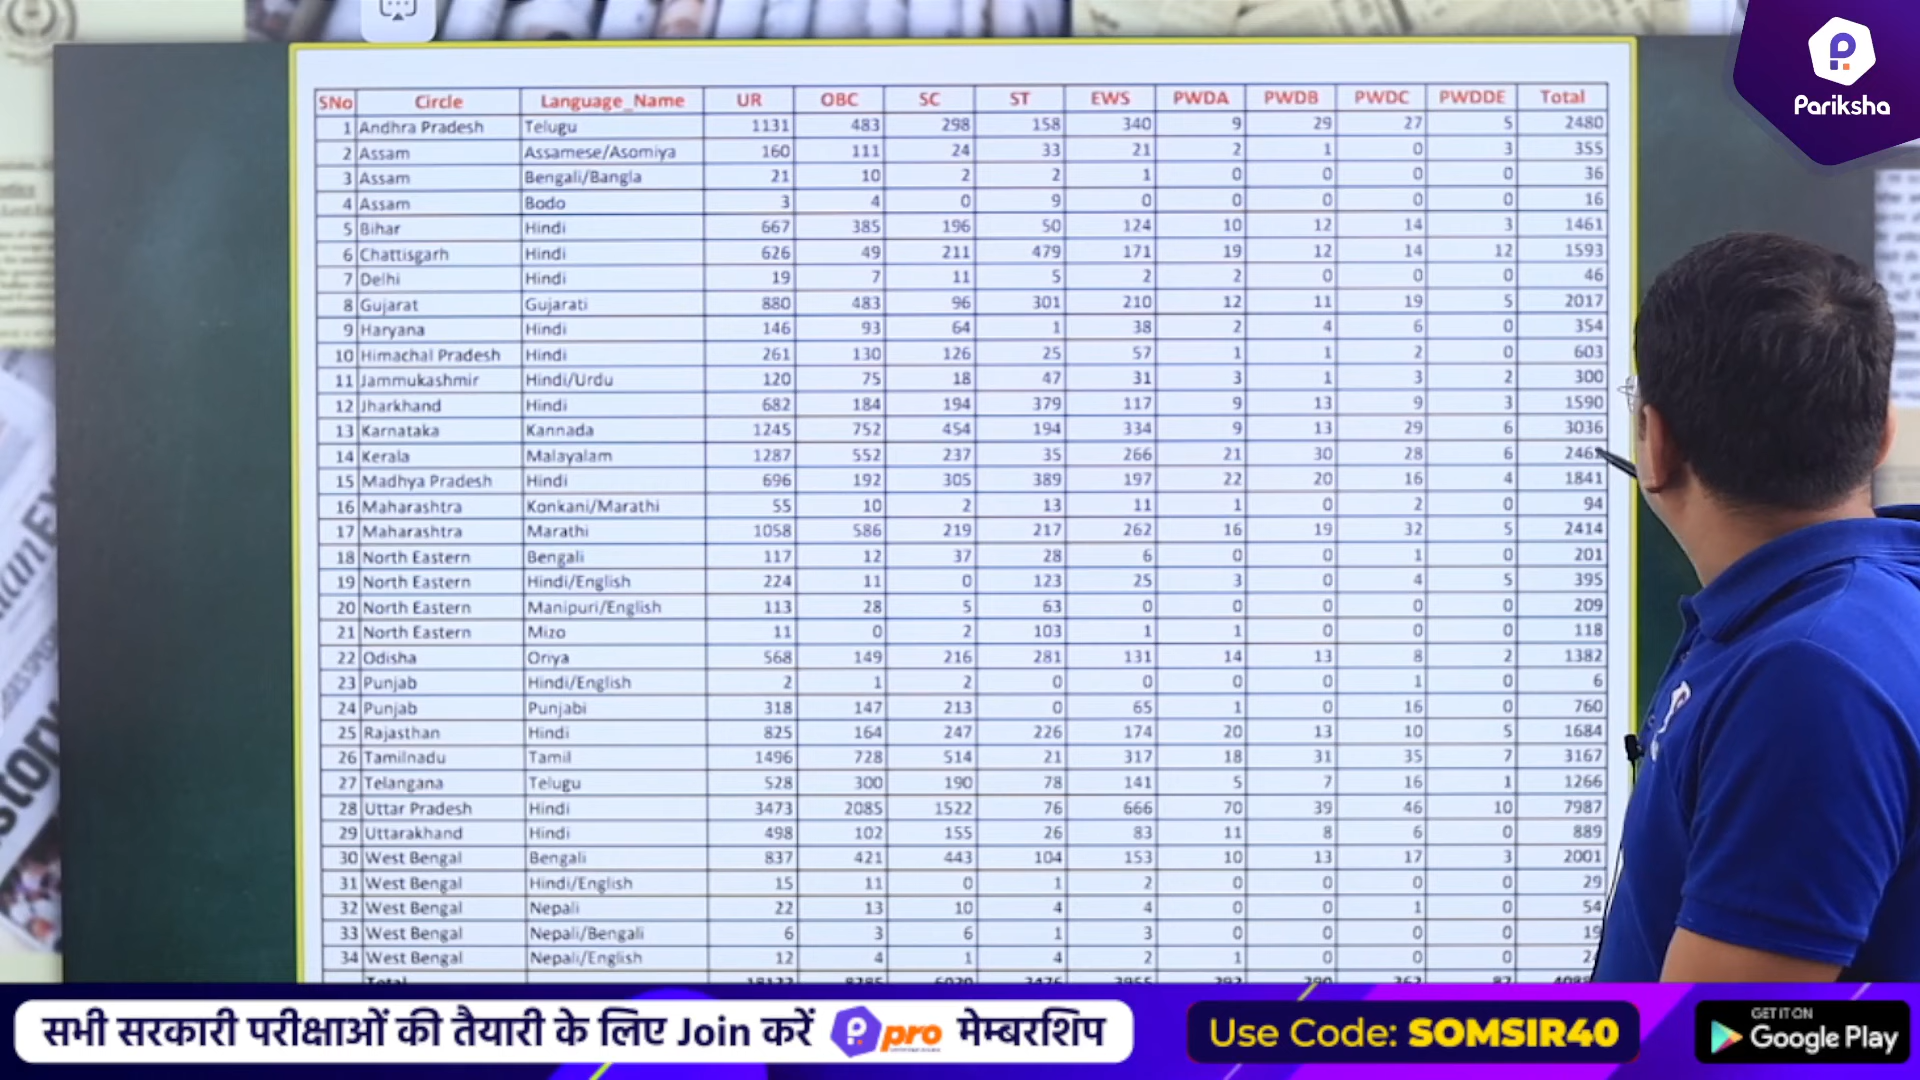 Pariksha
SNo Circle Language_Name UR OBC SC ST EWS PWDA PWDB PWDC PWDDE Total
1 Andhra Pradesh Telugu 1131 483 298 158 340 9 29 27 5 2480
2 Assam Assamese/Asomiya 160 111 24 33 21 2 1 0 3 355
3 Assam Bengali/Bangla 21 10 2 2 1 0 0 0 0 36
4 Assam Bodo 3 4 0 9 0 0 0 0 0 16
5 Bihar Hindi 667 385 196 50 124 10 12 14 3 1461
6 Chattisgarh Hindi 626 49 211 479 171 19 12 14 12 1593
7 Delhi Hindi 19 7 11 5 2 2 0 0 0 46
8 Gujarat Gujarati 880 483 96 301 210 12 11 19 5 2017
9 Haryana Hindi 146 93 64 1 38 2 4 6 0 354
10 Himachal Pradesh Hindi 261 130 126 25 57 1 1 2 0 603
11 Jammukashmir Hindi/Urdu 120 75 18 47 31 3 1 3 2 300
12 Jharkhand Hindi 682 184 194 379 117 9 13 9 3 1590
13 Karnataka Kannada 1245 752 454 194 334 9 13 29 6 3036
14 Kerala Malayalam 1287 552 237 35 266 21 30 28 6
15 Madhya Pradesh Hindi 696 192 305 389 197 22 20 16 4 1841
16 Maharashtra Konkani/Marathi 55 10 2 13 11 1 0 2 0 94
17 Maharashtra Marathi 1058 586 219 217 262 16 19 32 5 2414
18 North Eastern Bengali 117 12 37 28 6 0 0 1 0 201
19 North Eastern Hindi/English 224 11 0 123 25 3 0 4 5 395
20 North Eastern Manipuri/English 113 28 5 63 0 0 0 0 0 209
21 North Eastern Mizo 11 0 2 103 1 1 0 0 0 118
22 Odisha Oriya 568 149 216 281 131 14 13 8 2 1382
23 Punjab Hindi/English 2 1 2 0 0 0 0 1 0 6
24 Punjab Punjabi 318 147 213 0 65 1 0 16 0 760
25 Rajasthan Hindi 825 164 247 226 174 20 13 10 5 1684
26 Tamilnadu Tamil 1496 728 514 21 317 18 31 35 7 3167
27 Telangana Telugu 528 300 190 78 141 5 7 16 1 1266
28 Uttar Pradesh Hindi 3473 2085 1522 76 666 70 39 46 10 7987
29 Uttarakhand Hindi 498 102 155 26 83 11 8 6 0 889
30 West Bengal Bengali 837 421 443 104 153 10 13 17 3 2001
31 West Bengal Hindi/English 15 11 0 1 2 0 0 0 0 29
32 West Bengal Nepali 22 13 10 4 4 0 0 1 0 54
33 West Bengal Nepali/Bengali 6 3 6 1 3 0 0 0 0 19
34 West Bengal Nepali/English 12 4 1 4 2 1 0 0 0
Total
सभी सरकारी परीक्षाओं की तैयारी के लिए Join करें pro मेम्बरशिप
Use Code: SOMSIR40
GET IT ON
Google Play